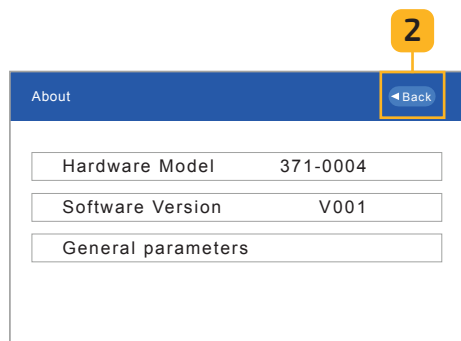 2
About ◄Back
Hardware Model 371-0004
Software Version V001
General parameters